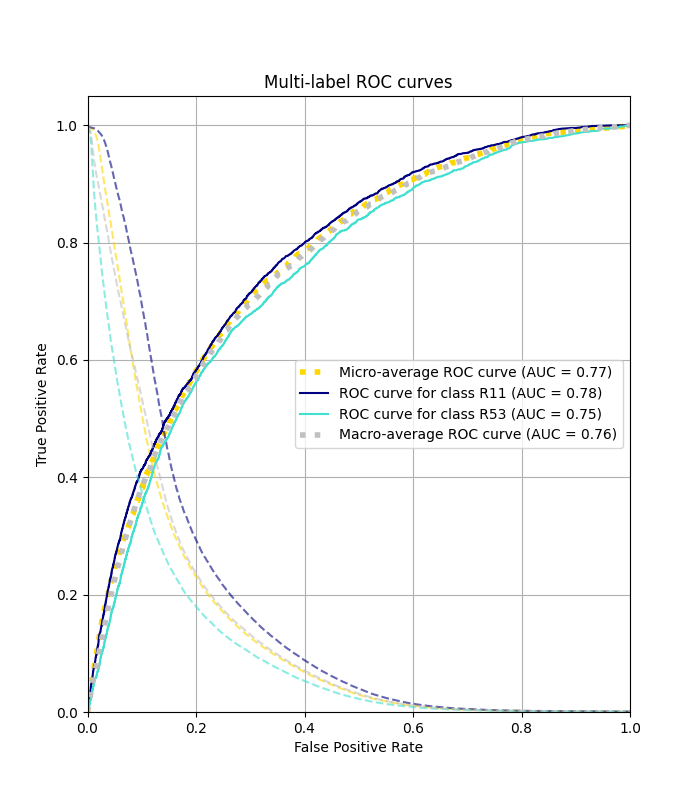 Multi-label ROC curves
True Positive Rate
1.0
0.8
0.6
0.4
0.2
0.0
Micro-average ROC curve (AUC = 0.77)
ROC curve for class R11 (AUC = 0.78)
ROC curve for class R53 (AUC = 0.75)
Macro-average ROC curve (AUC = 0.76)
0.0 0.2 0.4 0.6 0.8 1.0
False Positive Rate